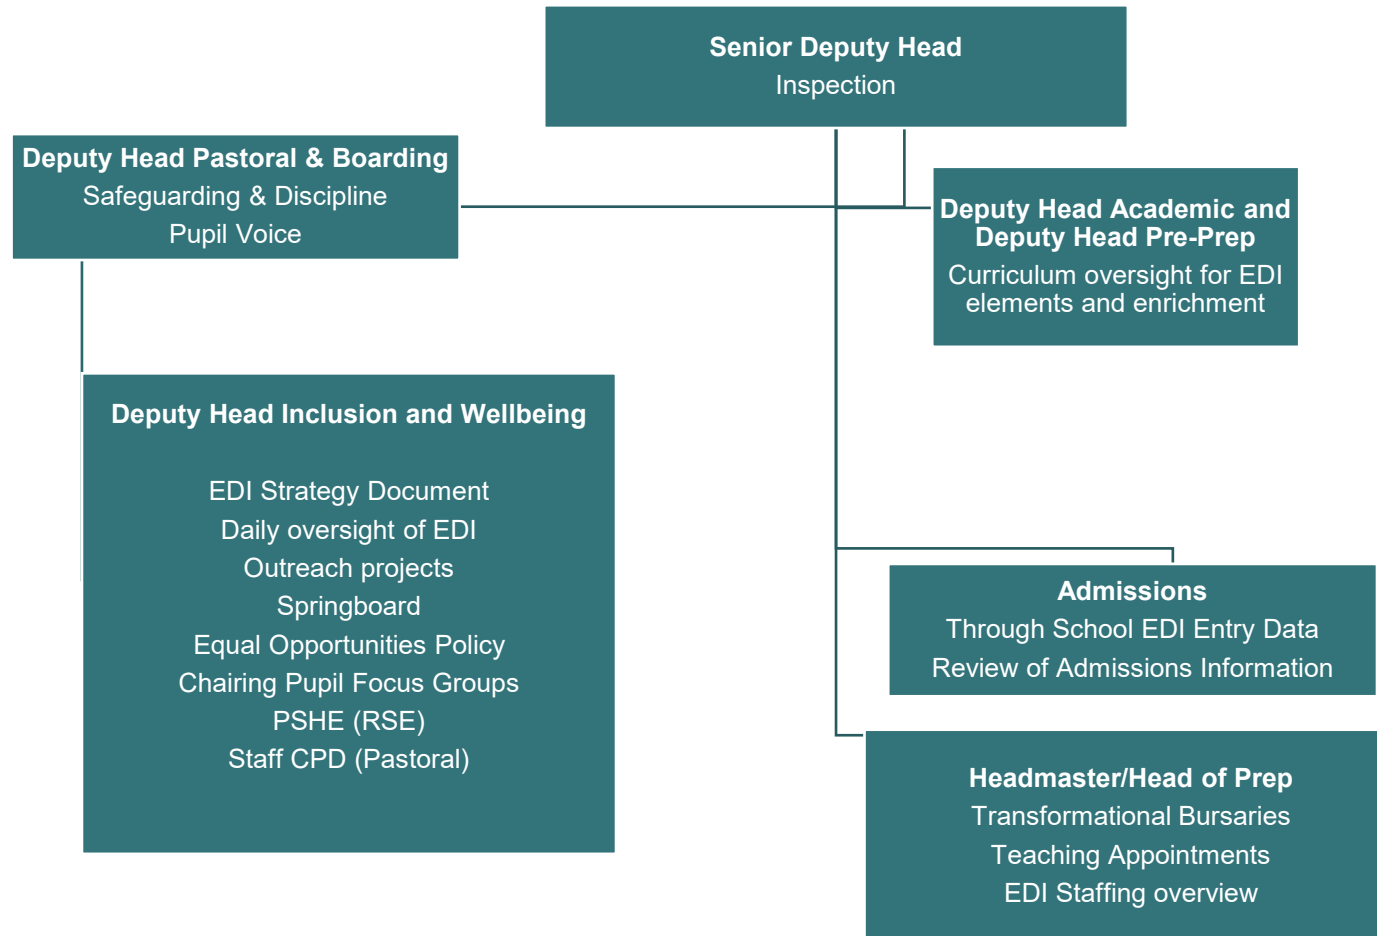 Senior Deputy Head
Inspection
Deputy Head Pastoral & Boarding
Safeguarding & Discipline
Pupil Voice
Deputy Head Academic and
Deputy Head Pre-Prep
Curriculum oversight for EDI
elements and enrichment
Deputy Head Inclusion and Wellbeing
EDI Strategy Document
Daily oversight of EDI
Outreach projects
Springboard
Equal Opportunities Policy
Chairing Pupil Focus Groups
PSHE (RSE)
Staff CPD (Pastoral)
Admissions
Through School EDI Entry Data
Review of Admissions Information
Headmaster/Head of Prep
Transformational Bursaries
Teaching Appointments
EDI Staffing overview